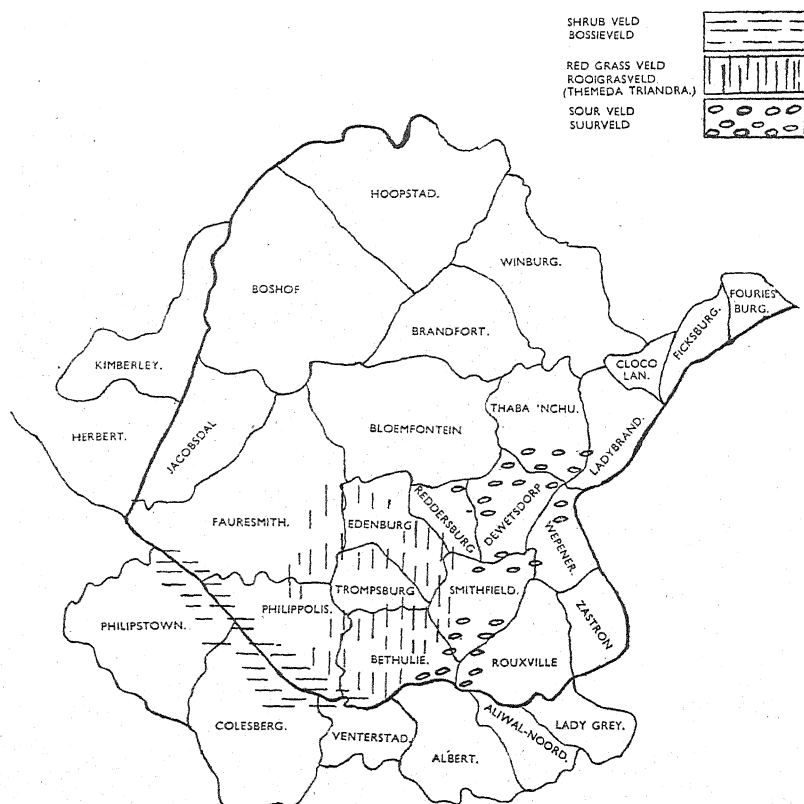 SHRUB VELD
BOSSIEVELD
RED GRASS VELD
ROOIGRASVELD.
(THEMEDA TRIANDRA.)
SOUR VELD
SUURVELD
HOOPSTAD.
WINBURG.
BOSHOF
FOURIES
BURG.
FICKSBURG.
BRANDFORT.
KIMBERLEY.
CLOCO
LAN.
THABA 'NCHU.
LADYBRAND.
HERBERT.
JACOBSDAL
BLOEMFONTEIN
FAURESMITH.
EDENBURG
REDDERSBURG
DEWETSDORP
WEPENER.
TROMPSBURG
SMITHFIELD.
PHILIPPOLIS.
ZASTRON
PHILIPSTOWN.
BETHULIE.
ROUXVILLE
COLESBERG.
VENTERSTAD.
ALBERT.
ALIWAL-NOORD.
LADY GREY.